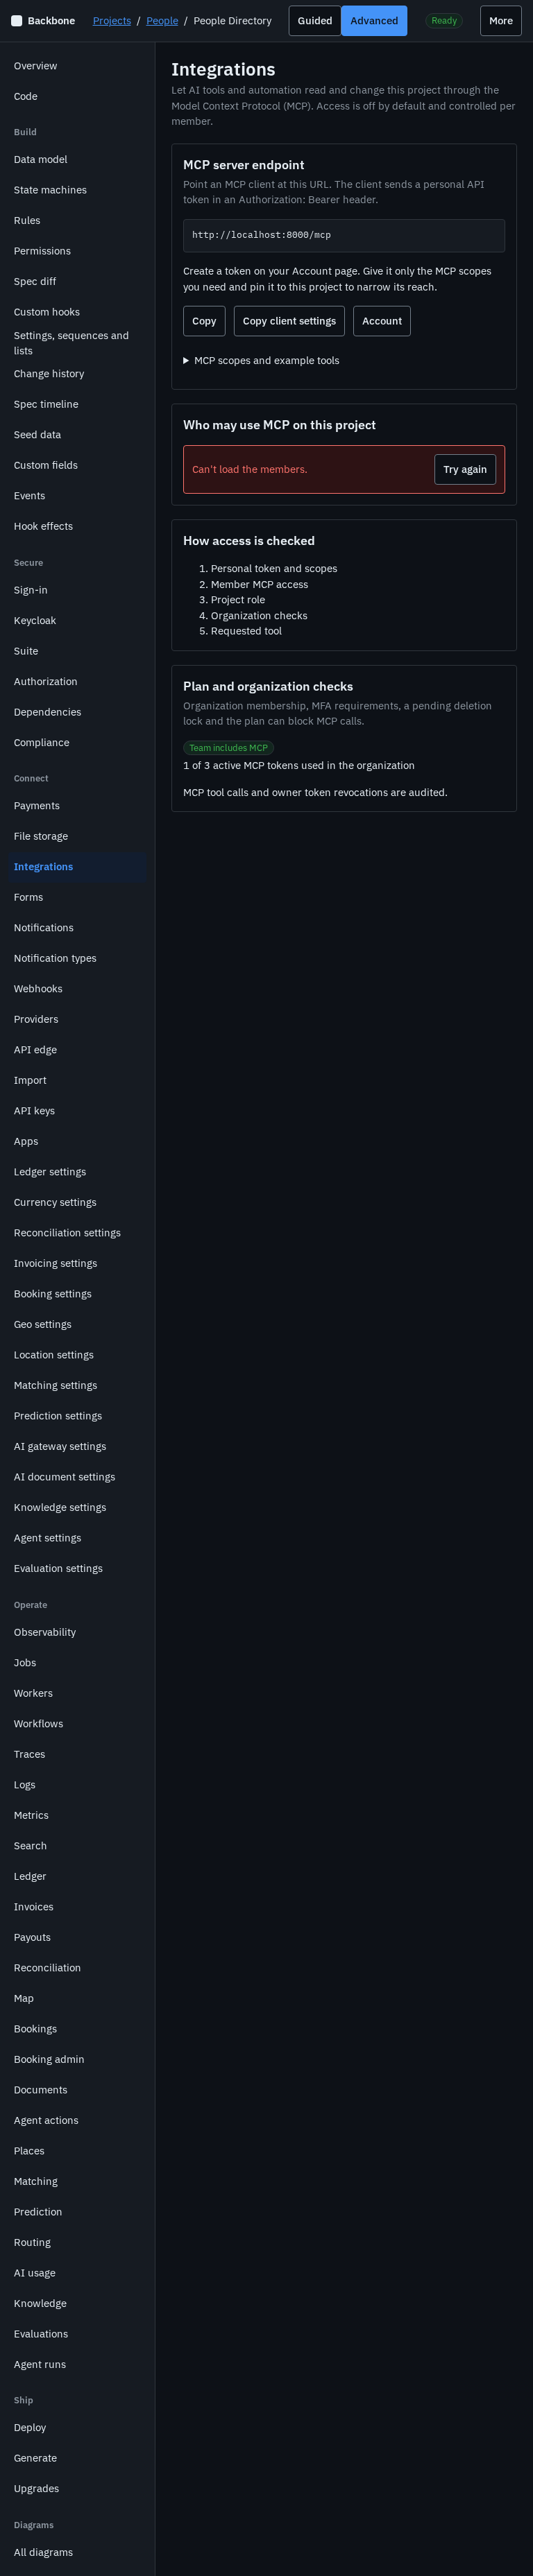 Backbone
Projects / People / People Directory
Guided
Advanced
Ready
More
Overview
Code
Build
Data model
State machines
Rules
Permissions
Spec diff
Custom hooks
Settings, sequences and
lists
Change history
Spec timeline
Seed data
Custom fields
Events
Hook effects
Secure
Sign-in
Keycloak
Suite
Authorization
Dependencies
Compliance
Connect
Payments
File storage
Integrations
Forms
Notifications
Notification types
Webhooks
Providers
API edge
Import
API keys
Apps
Ledger settings
Currency settings
Reconciliation settings
Invoicing settings
Booking settings
Geo settings
Location settings
Matching settings
Prediction settings
AI gateway settings
AI document settings
Knowledge settings
Agent settings
Evaluation settings
Operate
Observability
Jobs
Workers
Workflows
Traces
Logs
Metrics
Search
Ledger
Invoices
Payouts
Reconciliation
Map
Bookings
Booking admin
Documents
Agent actions
Places
Matching
Prediction
Routing
AI usage
Knowledge
Evaluations
Agent runs
Ship
Deploy
Generate
Upgrades
Diagrams
All diagrams
Integrations
Let AI tools and automation read and change this project through the
Model Context Protocol (MCP). Access is off by default and controlled per
member.
MCP server endpoint
Point an MCP client at this URL. The client sends a personal API
token in an Authorization: Bearer header.
http://localhost:8000/mcp
Create a token on your Account page. Give it only the MCP scopes
you need and pin it to this project to narrow its reach.
Copy
Copy client settings
Account
MCP scopes and example tools
Who may use MCP on this project
Can't load the members.
Try again
How access is checked
1. Personal token and scopes
2. Member MCP access
3. Project role
4. Organization checks
5. Requested tool
Plan and organization checks
Organization membership, MFA requirements, a pending deletion
lock and the plan can block MCP calls.
Team includes MCP
1 of 3 active MCP tokens used in the organization
MCP tool calls and owner token revocations are audited.